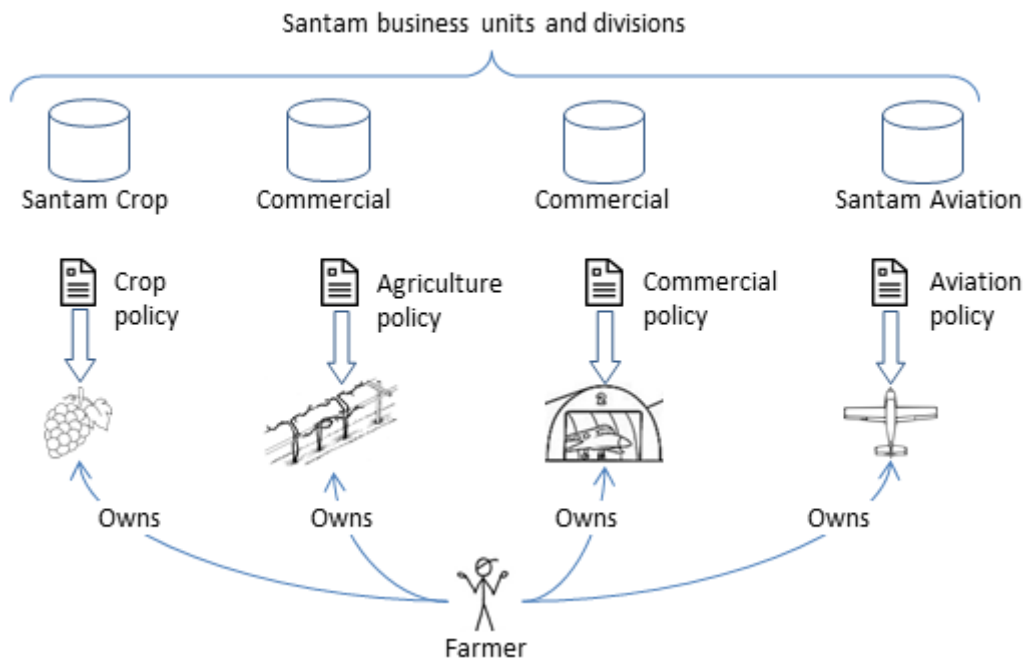 Santam business units and divisions
Santam Crop
Commercial
Commercial
Santam Aviation
Crop
policy
Agriculture
policy
Commercial
policy
Aviation
policy
2
Owns
Owns
Owns
Owns
Farmer